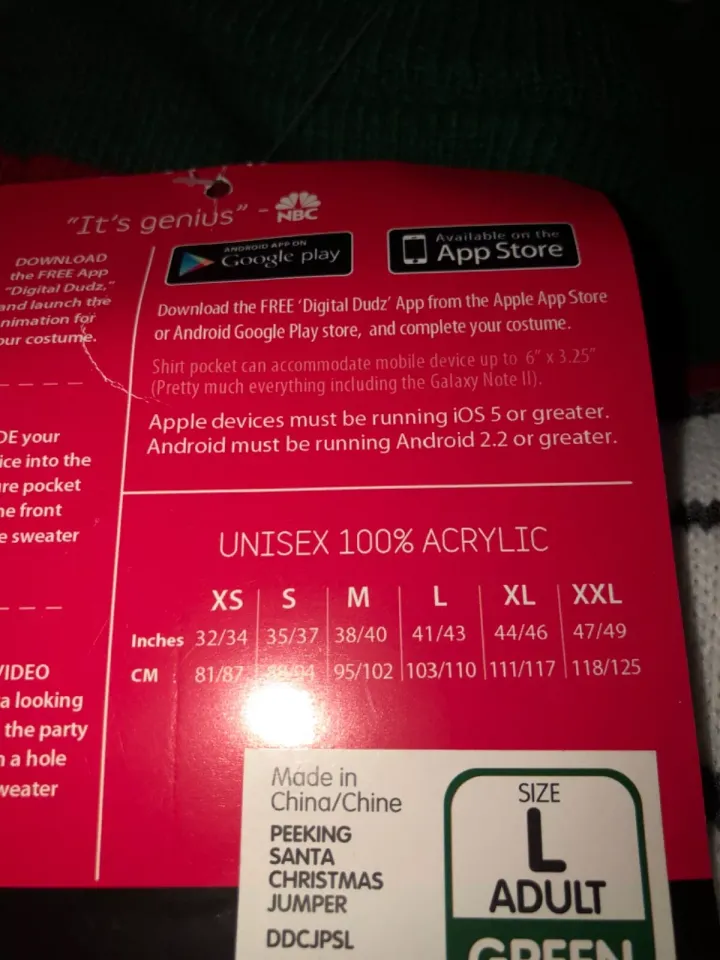 "It's genius" - NBC
DOWNLOAD
the FREE App
"Digital Dudz,"
and launch the
nimation for
our costume.
DE your
ice into the
re pocket
he front
e sweater
VIDEO
a looking
the party
a hole
weater
ANDROID APP ON
Google play
Available on the
App Store
Download the FREE 'Digital Dudz' App from the Apple App Store
or Android Google Play store, and complete your costume.
Shirt pocket can accommodate mobile device up to 6" x 3.25"
(Pretty much everything including the Galaxy Note II).
Apple devices must be running iOS 5 or greater.
Android must be running Android 2.2 or greater.
UNISEX 100% ACRYLIC
XS S M L XL XXL
Inches 32/34 35/37 38/40 41/43 44/46 47/49
CM 81/87 88/94 95/102 103/110 111/117 118/125
Made in
China/Chine
PEEKING
SANTA
CHRISTMAS
JUMPER
DDCJPSL
SIZE
L
ADULT
GREEN